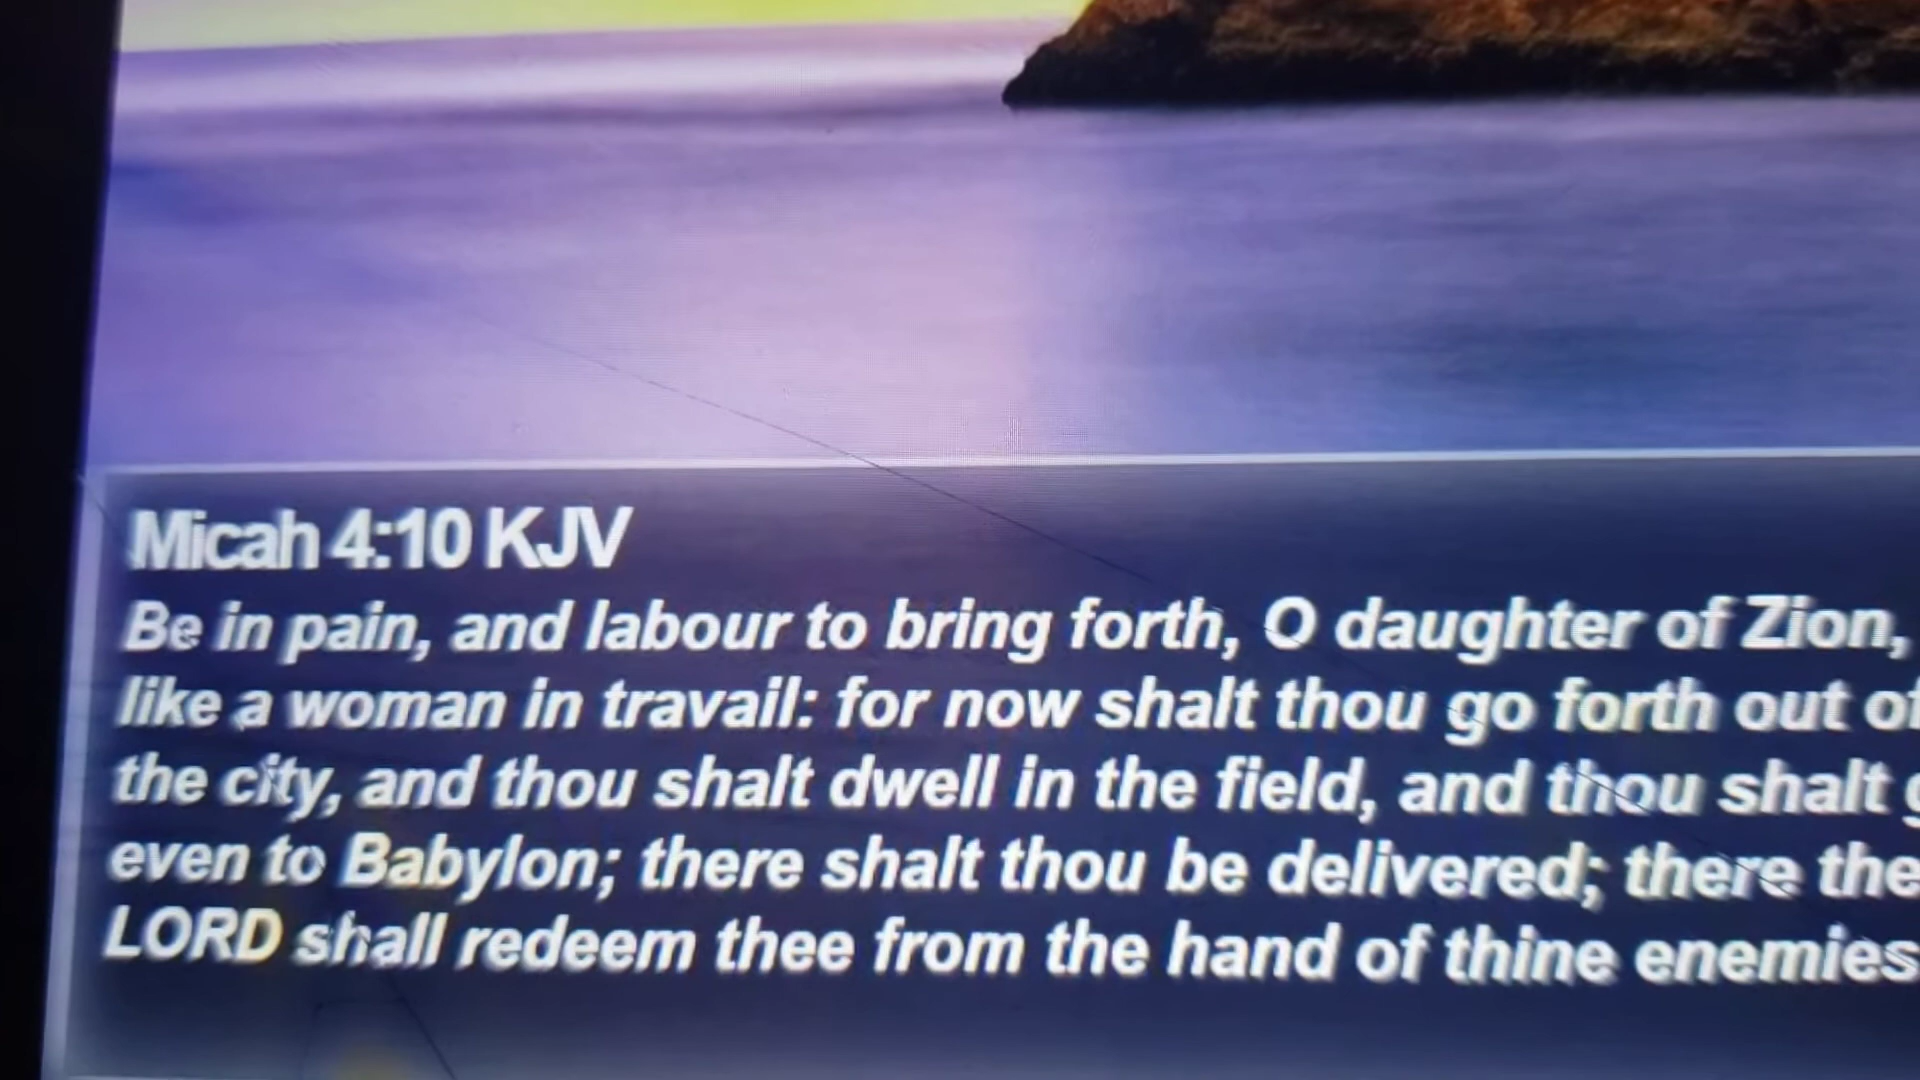 Micah 4:10 KJV
Be in pain, and labour to bring forth, O daughter of Zion,
like a woman in travail: for now shalt thou go forth out of
the city, and thou shalt dwell in the field, and thou shalt
even to Babylon; there shalt thou be delivered; there the
LORD shall redeem thee from the hand of thine enemies